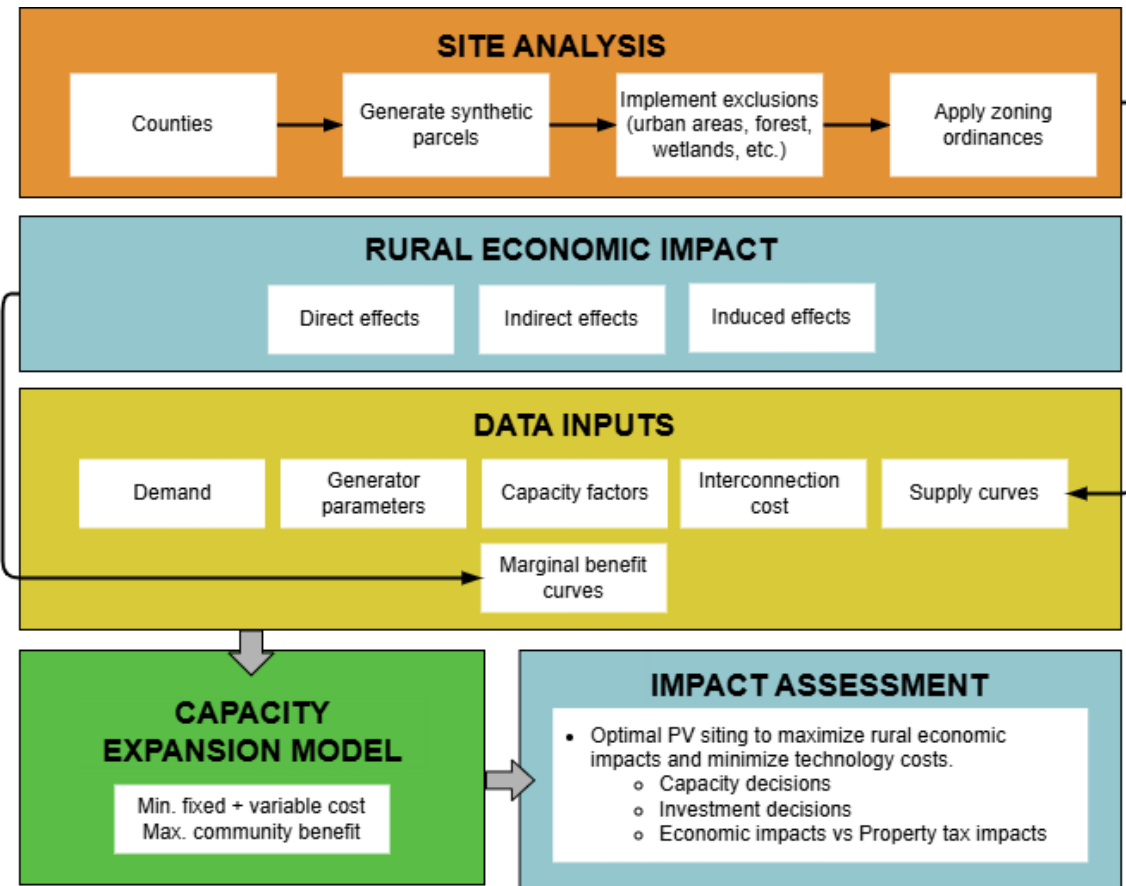 SITE ANALYSIS
Counties
Generate synthetic
parcels
Implement exclusions
(urban areas, forest,
wetlands, etc.)
Apply zoning
ordinances
RURAL ECONOMIC IMPACT
Direct effects
Indirect effects
Induced effects
DATA INPUTS
Demand
Generator
parameters
Capacity factors
Interconnection
cost
Supply curves
Marginal benefit
curves
CAPACITY
EXPANSION MODEL
Min. fixed + variable cost
Max. community benefit
IMPACT ASSESSMENT
• Optimal PV siting to maximize rural economic
impacts and minimize technology costs.
○ Capacity decisions
○ Investment decisions
○ Economic impacts vs Property tax impacts